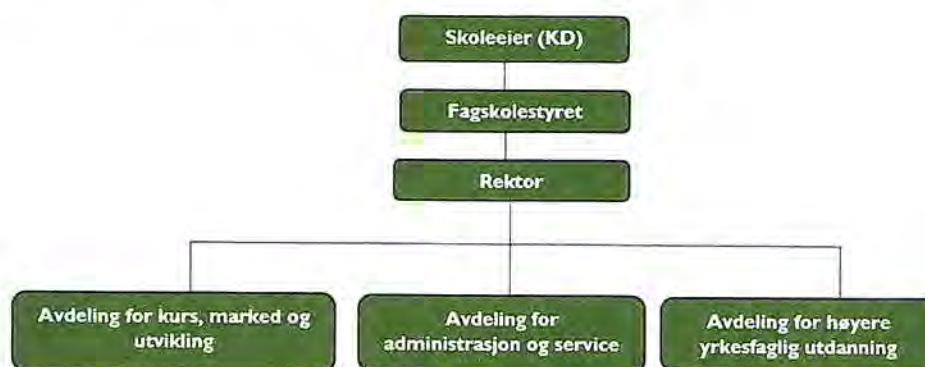 Skoleeier (KD)
Fagskolestyret
Rektor
Avdeling for kurs, marked og
utvikling
Avdeling for
administrasjon og service
Avdeling for høyere
yrkesfaglig utdanning